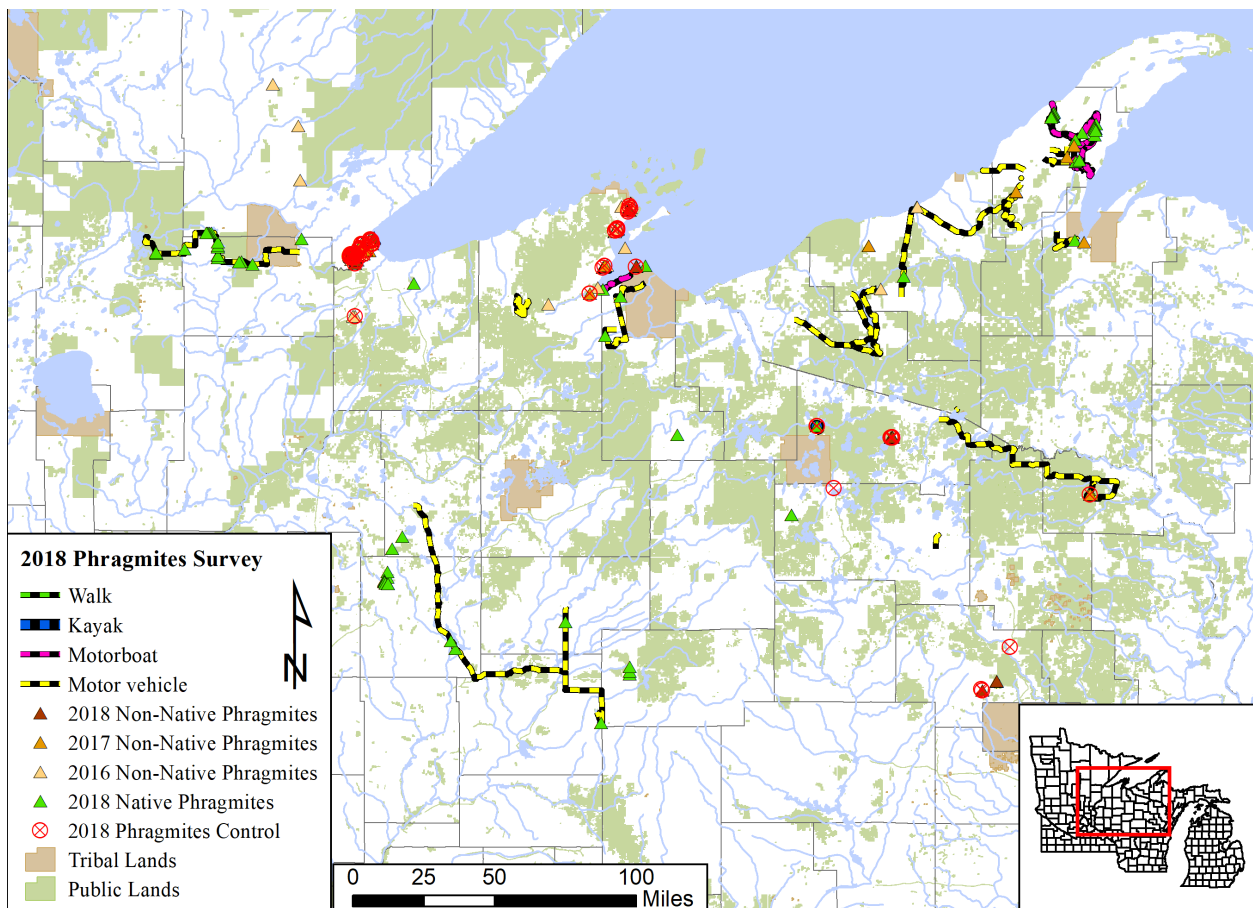 2018 Phragmites Survey
N
Walk
Kayak
Motorboat
Motor vehicle
2018 Non-Native Phragmites
2017 Non-Native Phragmites
2016 Non-Native Phragmites
2018 Native Phragmites
2018 Phragmites Control
Tribal Lands
Public Lands
0 25 50 100
Miles